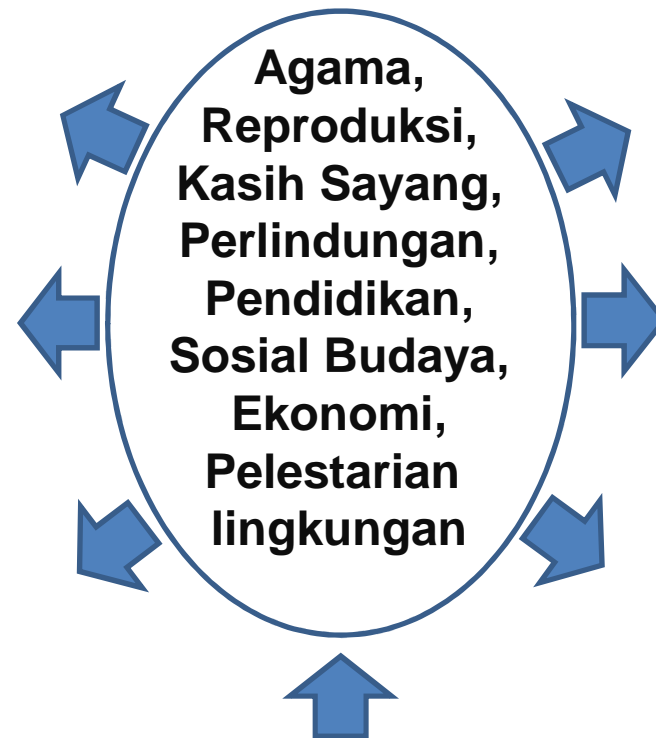 Agama,
Reproduksi,
Kasih Sayang,
Perlindungan,
Pendidikan,
Sosial Budaya,
Ekonomi,
Pelestarian
lingkungan